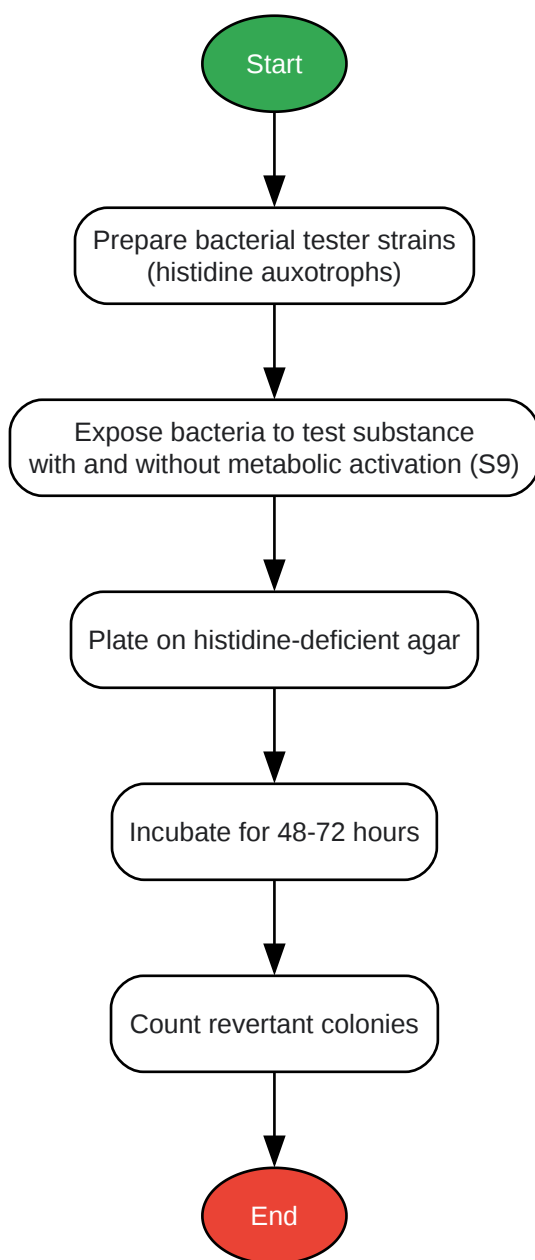 Start
Prepare bacterial tester strains
(histidine auxotrophs)
Expose bacteria to test substance
with and without metabolic activation (S9)
Plate on histidine-deficient agar
Incubate for 48-72 hours
Count revertant colonies
End